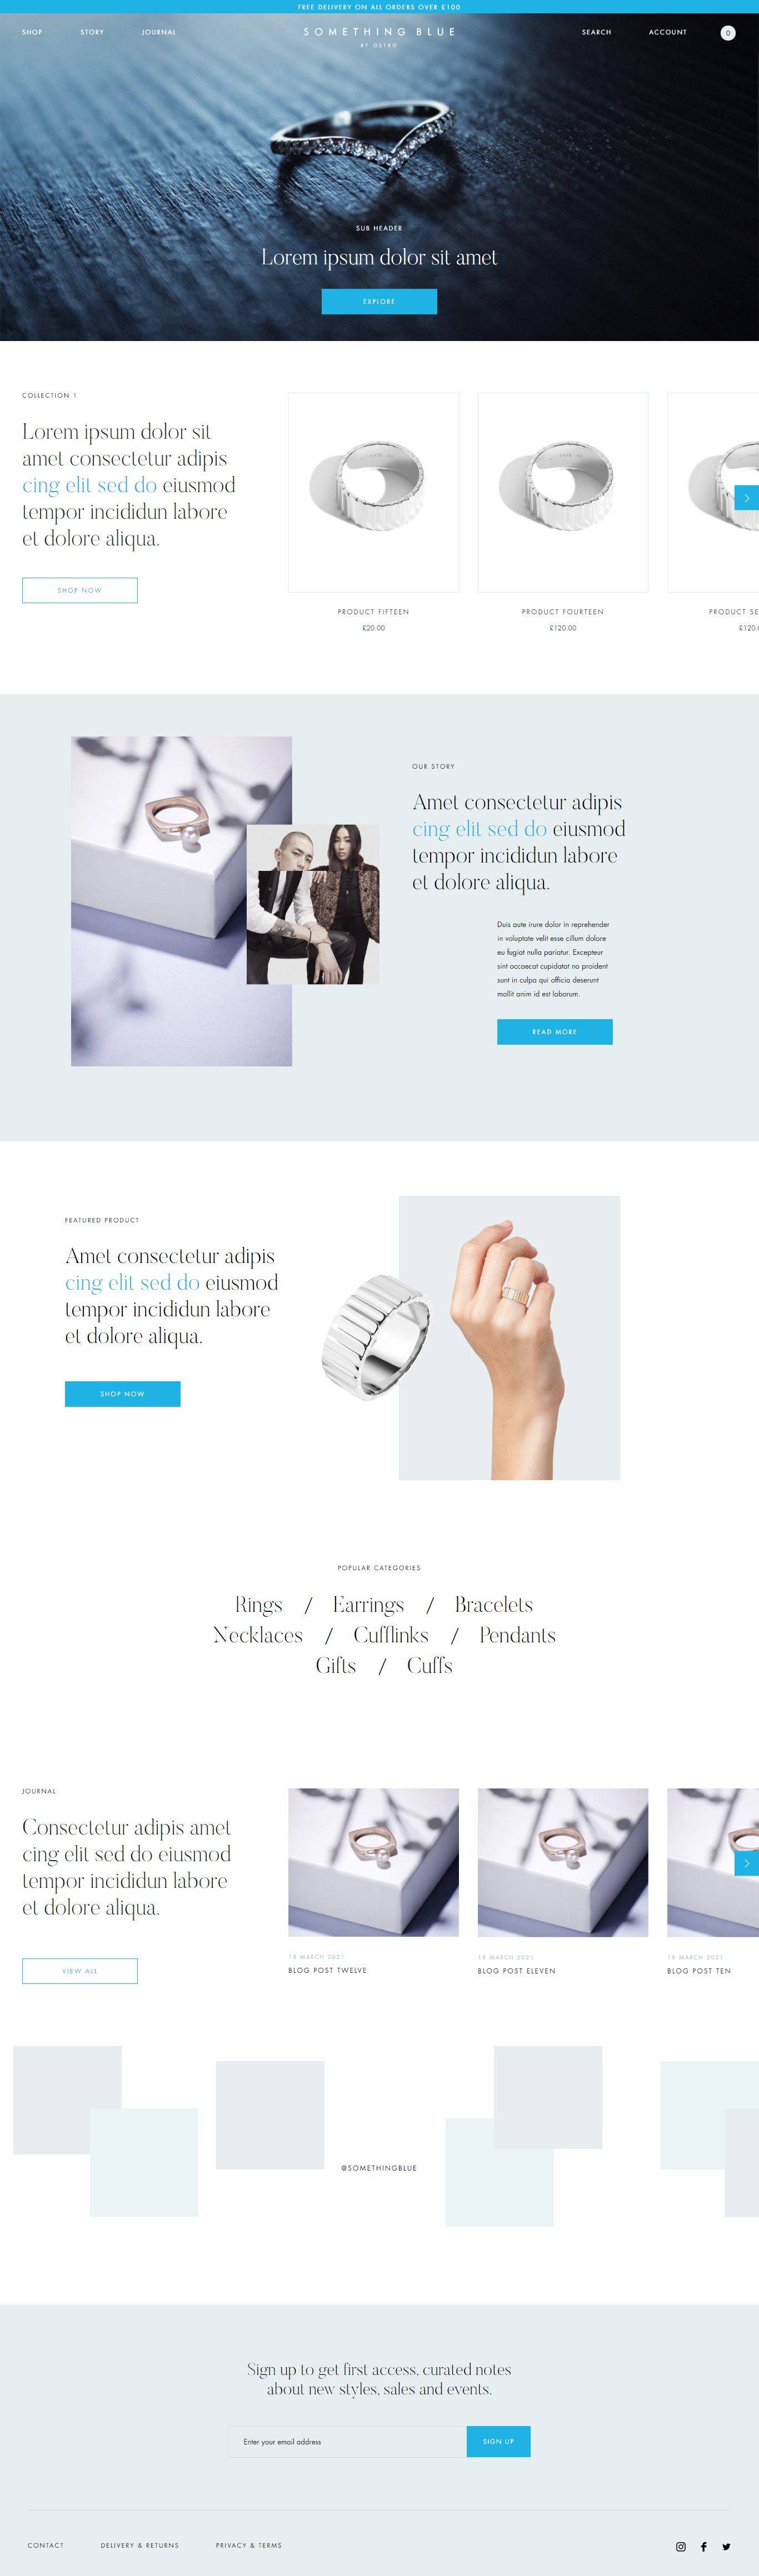 FREE DELIVERY ON ALL ORDERS OVER £100
SHOP
STORY
JOURNAL
SOMETHING BLUE
BY OSTRO
SEARCH
ACCOUNT
0
SUB HEADER
Lorem ipsum dolor sit amet
EXPLORE
COLLECTION 1
Lorem ipsum dolor sit
amet consectetur adipis
cing elit sed do eiusmod
tempor incididun labore
et dolore aliqua.
SHOP NOW
PRODUCT FIFTEEN
£20.00
PRODUCT FOURTEEN
£120.00
PRODUCT SE
£120.0
OUR STORY
Amet consectetur adipis
cing elit sed do eiusmod
tempor incididun labore
et dolore aliqua.
Duis aute irure dolor in reprehender
in voluptate velit esse cillum dolore
eu fugiat nulla pariatur. Excepteur
sint occaecat cupidatat no proident
sunt in culpa qui officia deserunt
mollit anim id est laborum.
READ MORE
FEATURED PRODUCT
Amet consectetur adipis
cing elit sed do eiusmod
tempor incididun labore
et dolore aliqua.
SHOP NOW
POPULAR CATEGORIES
Rings / Earrings / Bracelets
Necklaces / Cufflinks / Pendants
Gifts / Cuffs
JOURNAL
Consectetur adipis amet
cing elit sed do eiusmod
tempor incididun labore
et dolore aliqua.
VIEW ALL
18 MARCH 2021
BLOG POST TWELVE
18 MARCH 2021
BLOG POST ELEVEN
18 MARCH 2021
BLOG POST TEN
@SOMETHINGBLUE
Sign up to get first access, curated notes
about new styles, sales and events.
Enter your email address
SIGN UP
CONTACT
DELIVERY & RETURNS
PRIVACY & TERMS